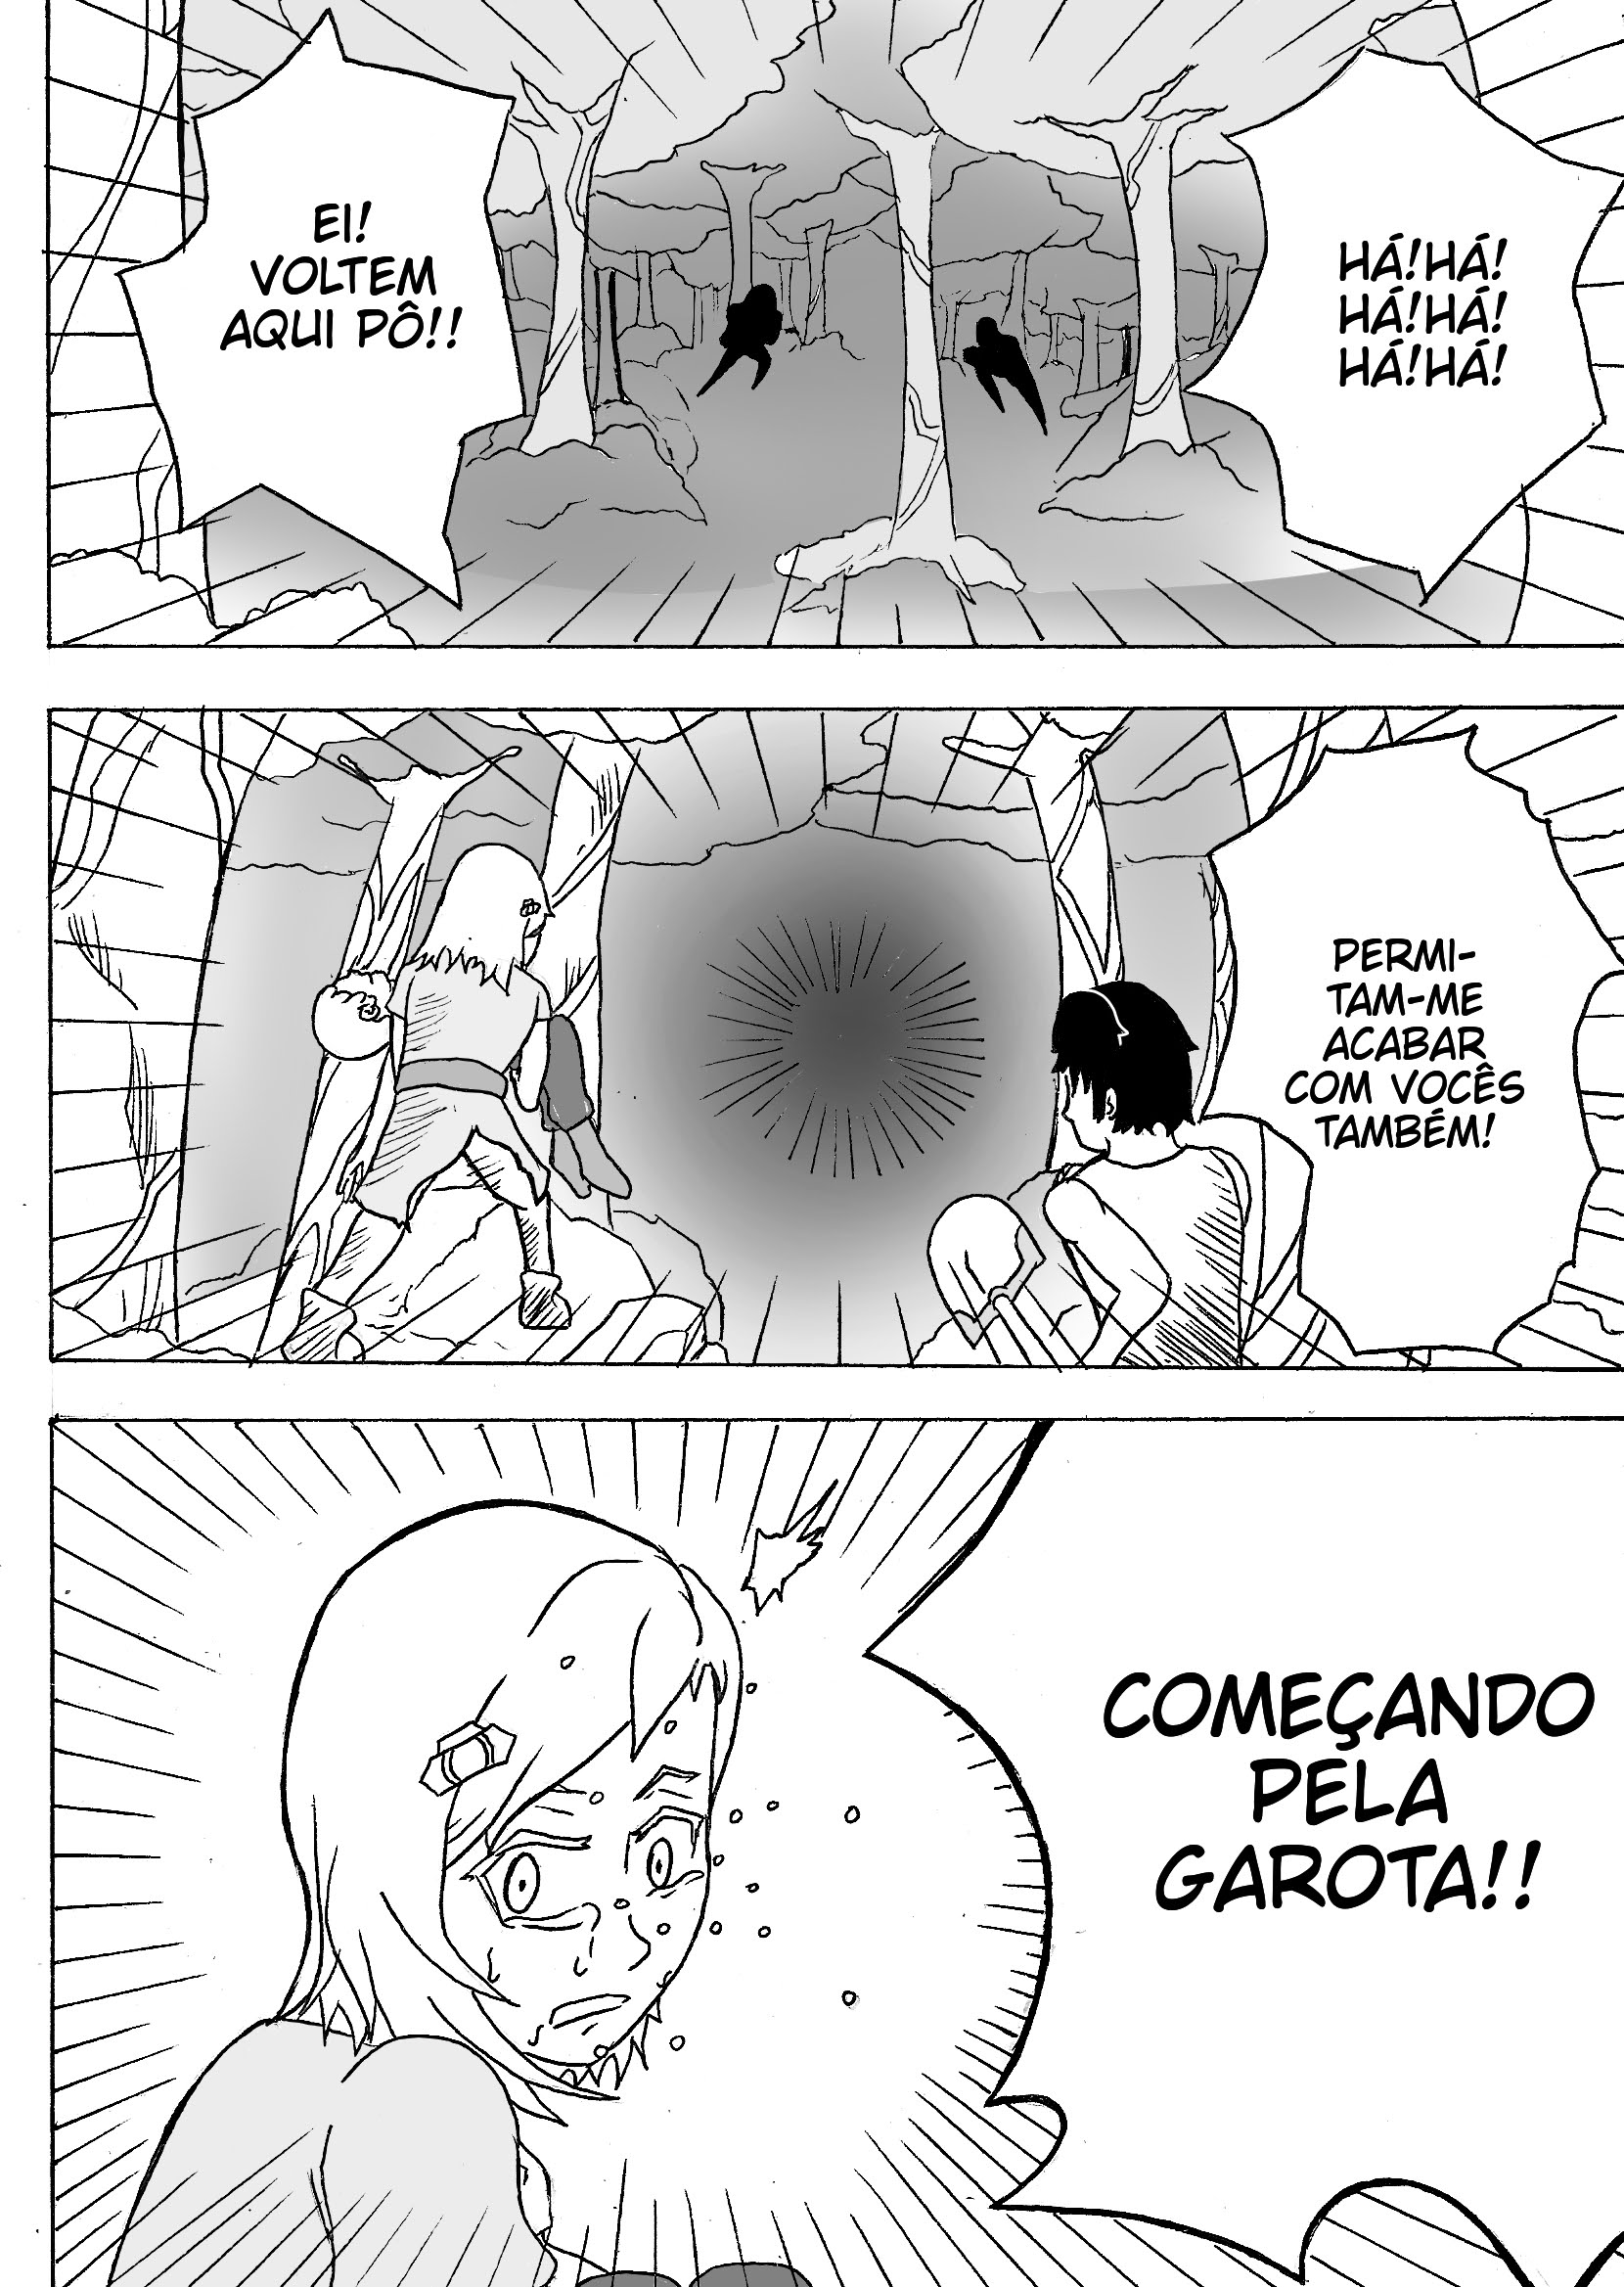 HÁ!HÁ!
HÁ!HÁ!
HÁ!HÁ!
EI!
VOLTEM
AQUI PÔ!!
PERMI-
TAM-ME
ACABAR
COM VOCÊS
TAMBÉM!
COMEÇANDO
PELA
GAROTA!!